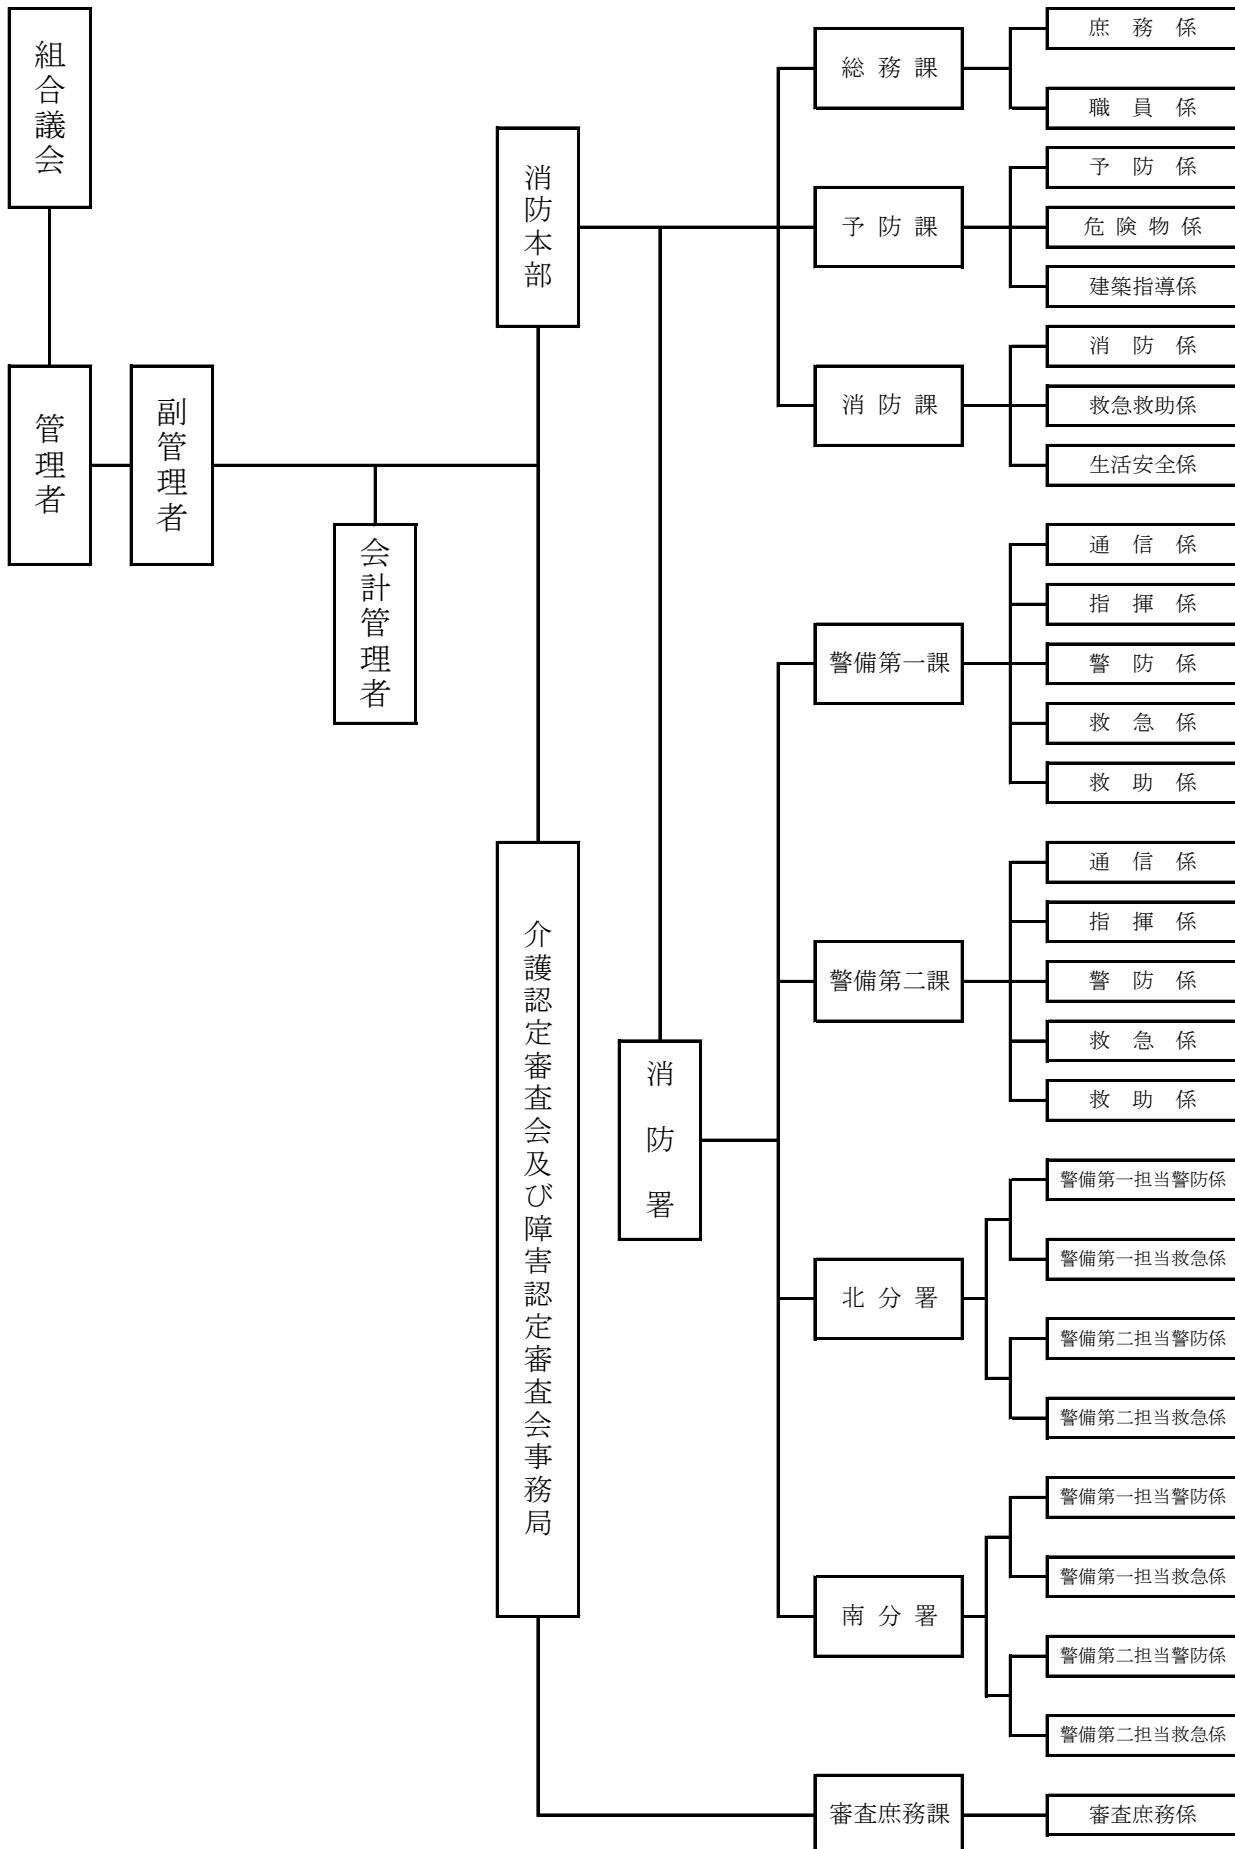 組合議会
管理者
副管理者
会計管理者
消防本部
総務課
庶務係
職員係
予防課
予防係
危険物係
建築指導係
消防課
消防係
救急救助係
生活安全係
消防署
警備第一課
通信係
指揮係
警防係
救急係
救助係
警備第二課
通信係
指揮係
警防係
救急係
救助係
北分署
警備第一担当警防係
警備第一担当救急係
警備第二担当警防係
警備第二担当救急係
南分署
警備第一担当警防係
警備第一担当救急係
警備第二担当警防係
警備第二担当救急係
介護認定審査会及び障害認定審査会事務局
審査庶務課
審査庶務係